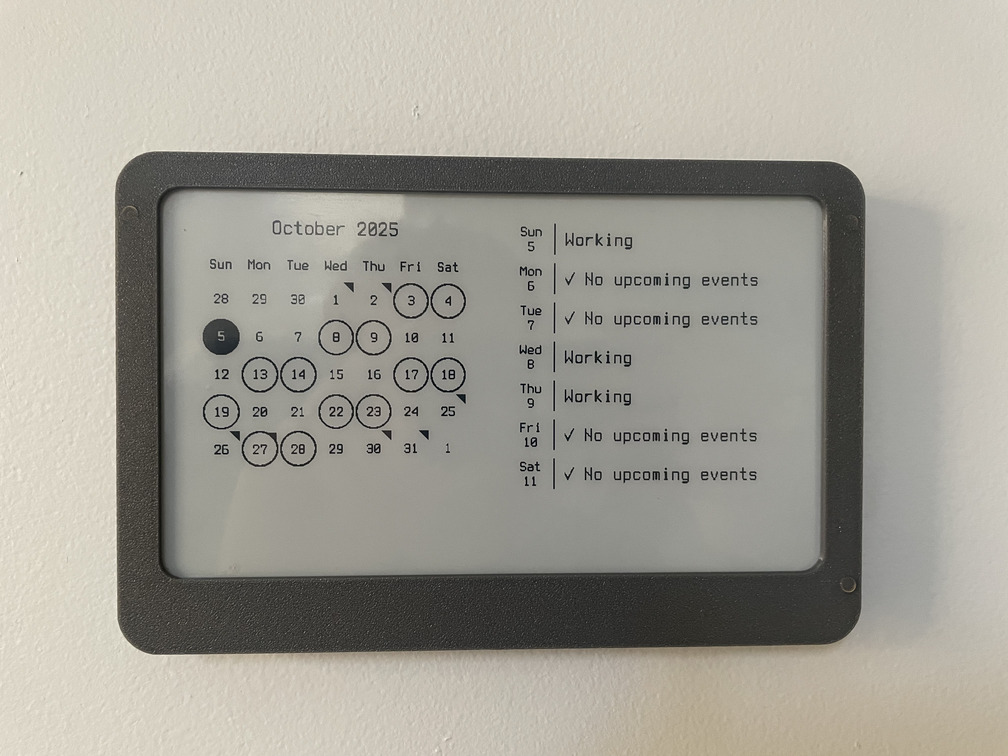 October 2025
Sun Mon Tue Wed Thu Fri Sat
28 29 30 1 2 3 4
5 6 7 8 9 10 11
12 13 14 15 16 17 18
19 20 21 22 23 24 25
26 27 28 29 30 31 1
Sun
5
Working
Mon
6
✓ No upcoming events
Tue
7
✓ No upcoming events
Wed
8
Working
Thu
9
Working
Fri
10
✓ No upcoming events
Sat
11
✓ No upcoming events